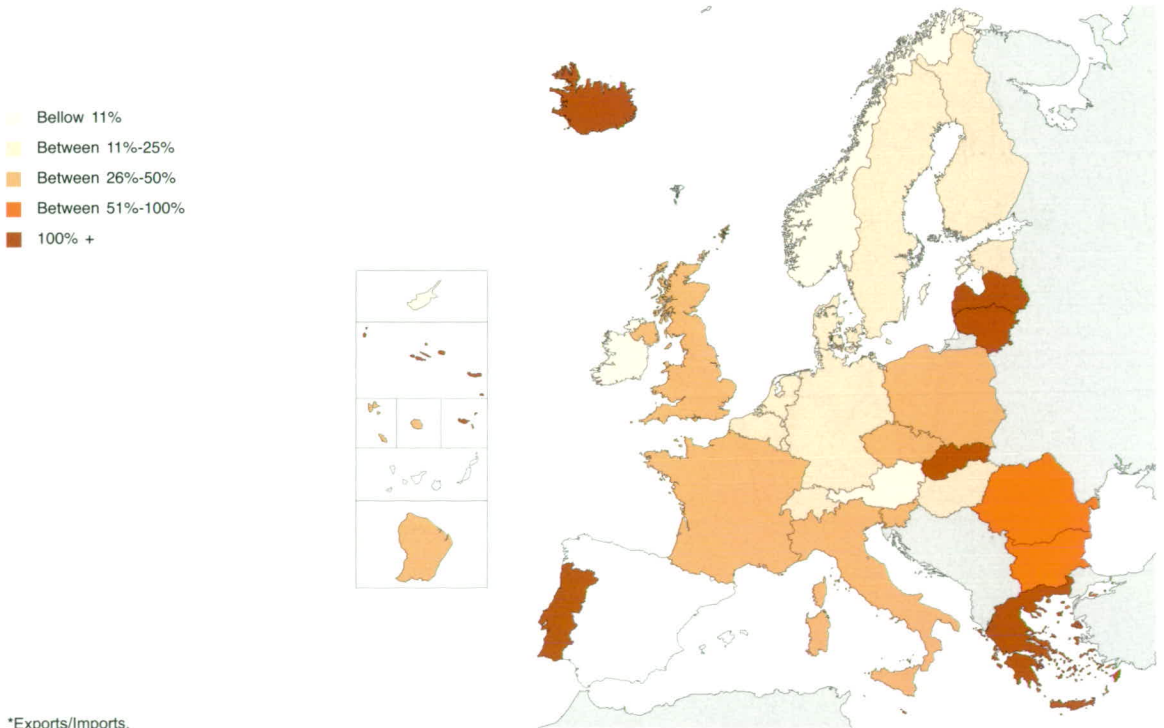 Bellow 11%
Between 11%-25%
Between 26%-50%
Between 51%-100%
100% +
*Exports/Imports.